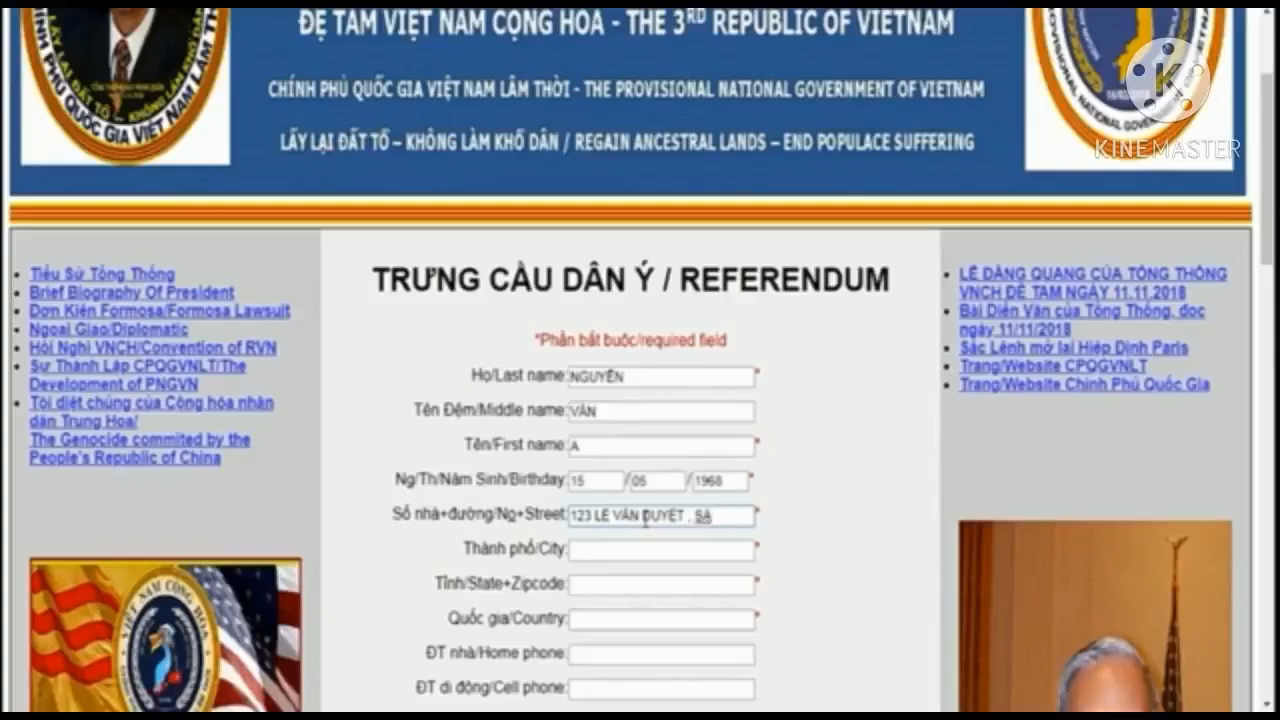 ĐỆ TAM VIỆT NAM CỘNG HÒA - THE 3RD REPUBLIC OF VIETNAM
CHÍNH PHỦ QUỐC GIA VIỆT NAM LÂM THỜI - THE PROVISIONAL NATIONAL GOVERNMENT OF VIETNAM
LẤY LẠI ĐẤT TỔ – KHÔNG LÀM KHỔ DÂN / REGAIN ANCESTRAL LANDS – END POPULACE SUFFERING
KINEMASTER
Tiểu Sử Tổng Thống
Brief Biography Of President
Đơn Kiện Formosa/Formosa Lawsuit
Ngoại Giao/Diplomatic
Hội Nghị VNCH/Convention of RVN
Sự Thành Lập CPQGVNLT/The
Development of PNGVN
Tội diệt chủng của Cộng hòa nhân
dân Trung Hoa/
The Genocide commited by the
People's Republic of China
TRƯNG CẦU DÂN Ý / REFERENDUM
*Phần bắt buộc/required field
Họ/Last name: NGUYỄN *
Tên Đệm/Middle name: VĂN
Tên/First name: A *
Ng/Th/Năm Sinh/Birthday: 15 / 05 / 1968 *
Số nhà+đường/No+Street: 123 LÊ VĂN DUYỆT , SÀ *
Thành phố/City: *
Tỉnh/State+Zipcode: *
Quốc gia/Country: *
ĐT nhà/Home phone:
ĐT di động/Cell phone:
LỄ ĐĂNG QUANG CỦA TỔNG THỐNG
VNCH ĐỆ TAM NGÀY 11.11.2018
Bài Diễn Văn của Tổng Thống, đọc
ngày 11/11/2018
Sắc Lệnh mở lại Hiệp Định Paris
Trang/Website CPQGVNLT
Trang/Website Chính Phủ Quốc Gia
VIỆT NAM CỘNG HÒA